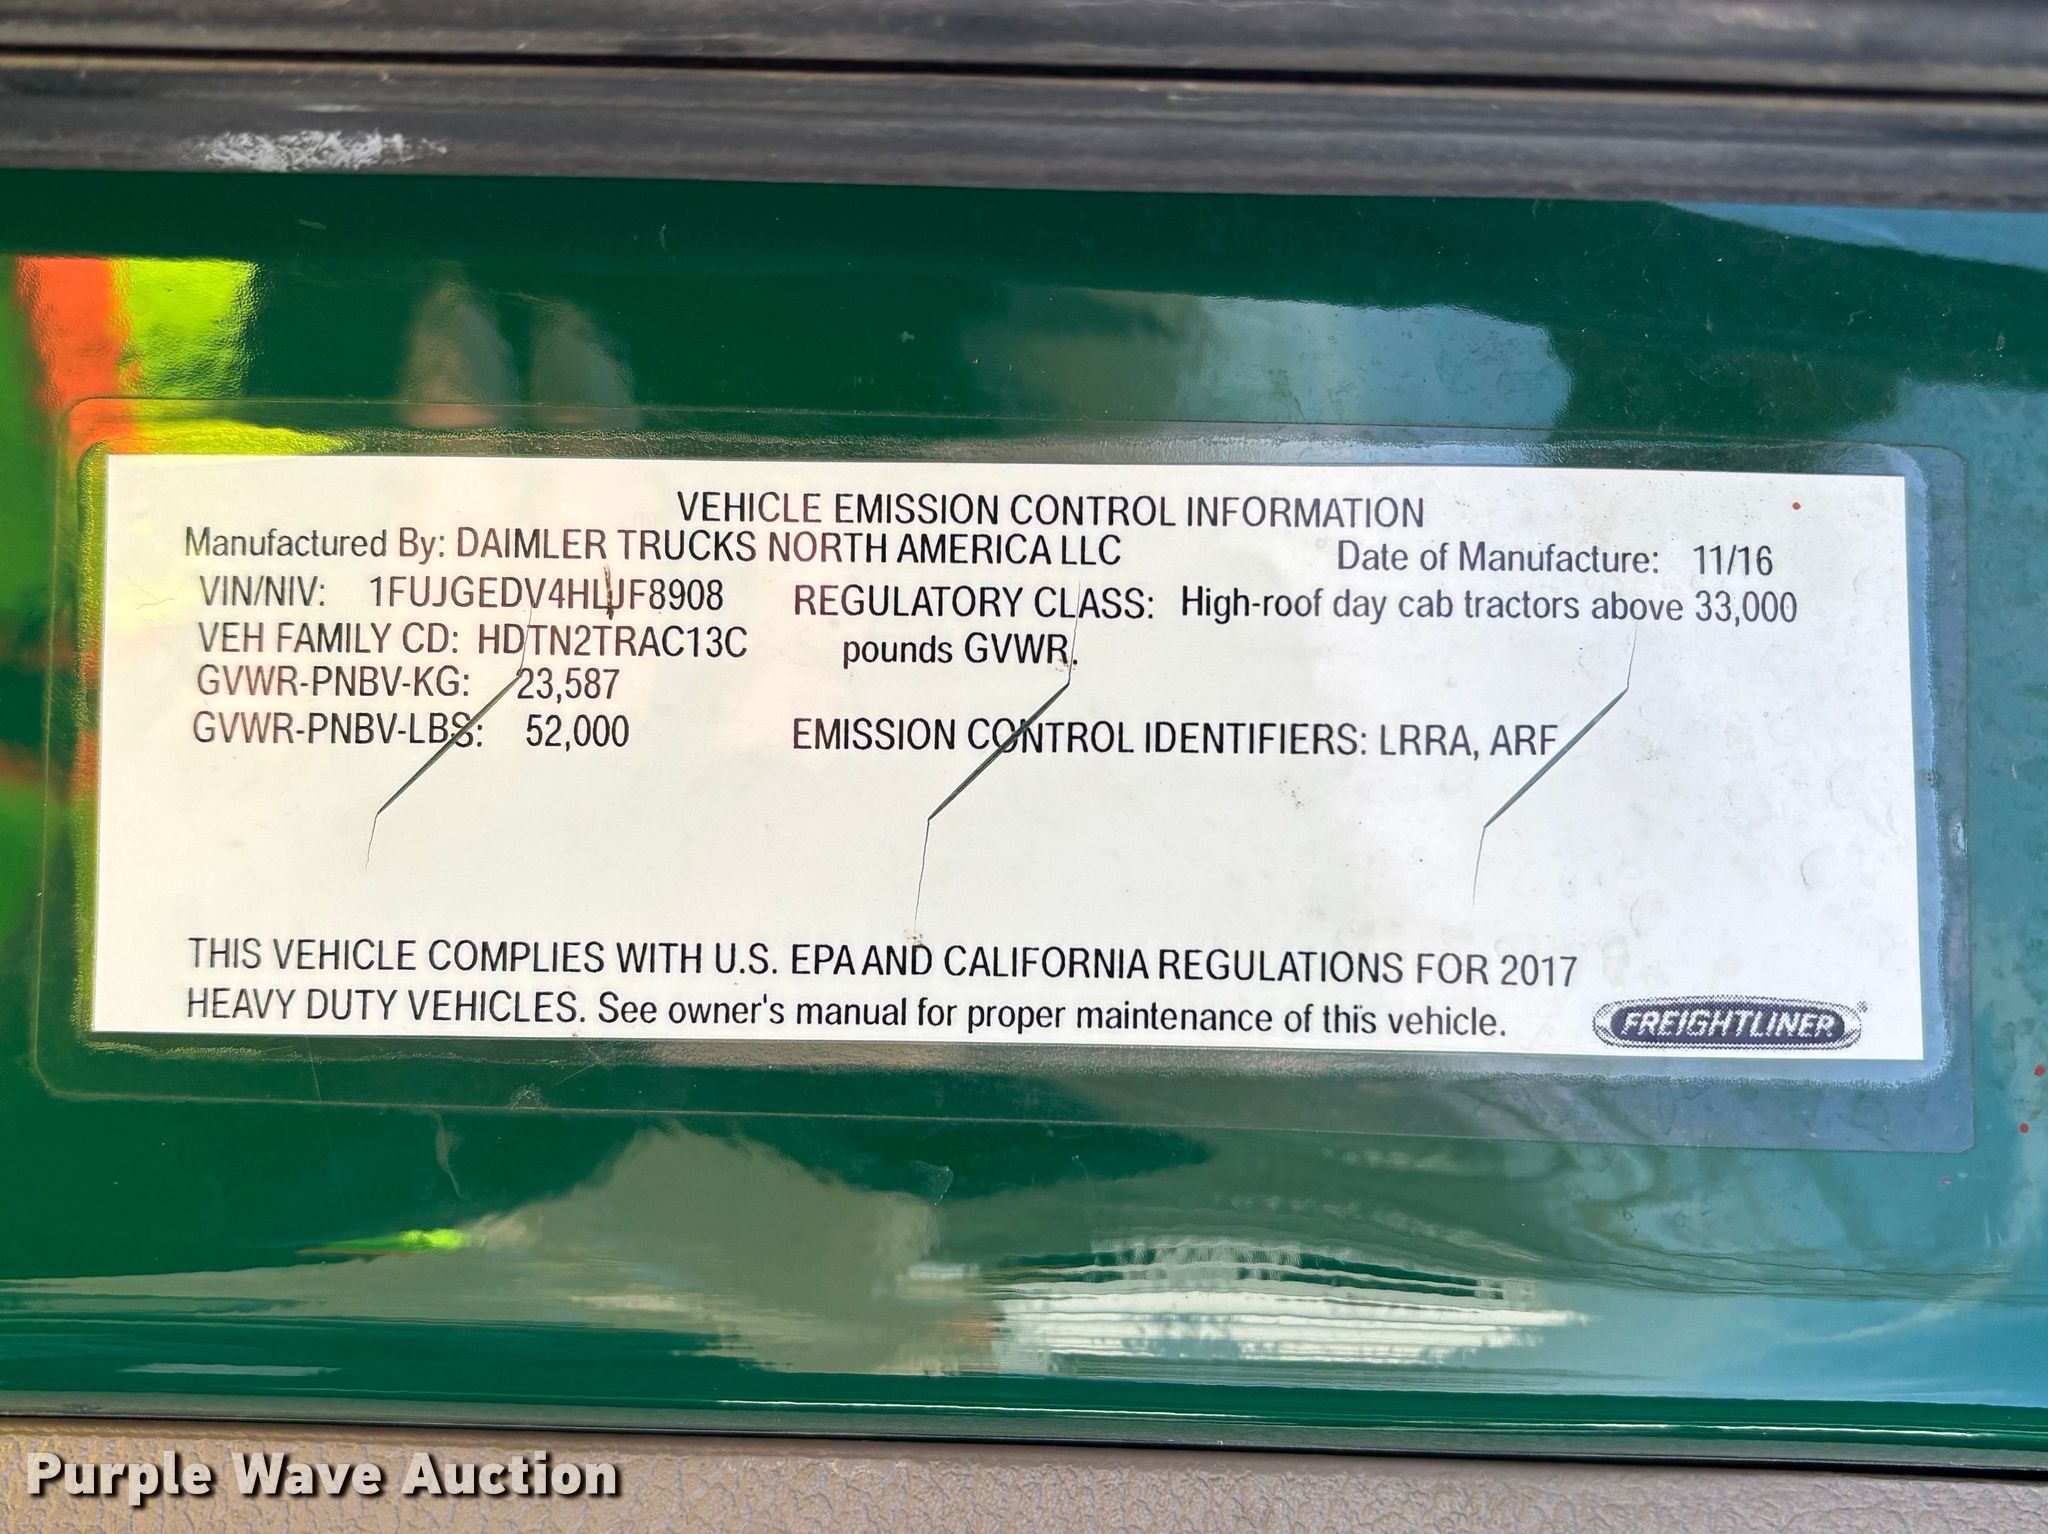 VEHICLE EMISSION CONTROL INFORMATION
Manufactured By: DAIMLER TRUCKS NORTH AMERICA LLC Date of Manufacture: 11/16
VIN/NIV: 1FUJGEDV4HLJF8908 REGULATORY CLASS: High-roof day cab tractors above 33,000
VEH FAMILY CD: HDTN2TRAC13C pounds GVWR.
GVWR-PNBV-KG: 23,587
GVWR-PNBV-LBS: 52,000 EMISSION CONTROL IDENTIFIERS: LRRA, ARF
THIS VEHICLE COMPLIES WITH U.S. EPA AND CALIFORNIA REGULATIONS FOR 2017
HEAVY DUTY VEHICLES. See owner's manual for proper maintenance of this vehicle.
FREIGHTLINER®
Purple Wave Auction